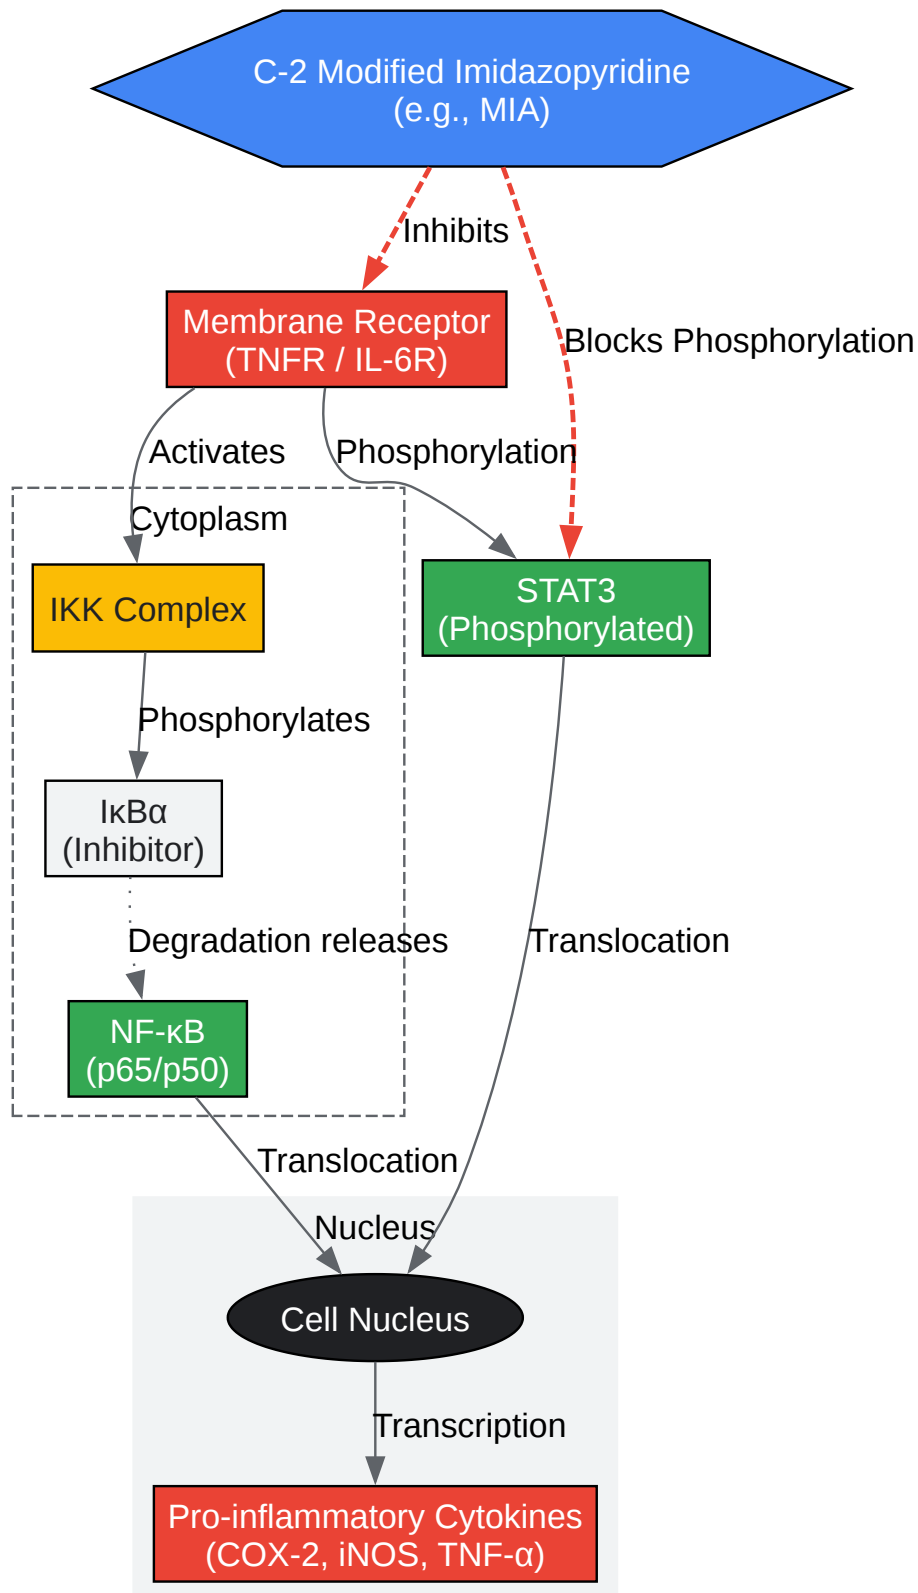 C-2 Modified Imidazopyridine
(e.g., MIA)
Inhibits
Membrane Receptor
(TNFR / IL-6R)
Blocks Phosphorylation
Activates
Phosphorylation
Cytoplasm
IKK Complex
STAT3
(Phosphorylated)
Phosphorylates
IκBα
(Inhibitor)
Degradation releases
Translocation
NF-κB
(p65/p50)
Translocation
Nucleus
Cell Nucleus
Transcription
Pro-inflammatory Cytokines
(COX-2, iNOS, TNF-α)